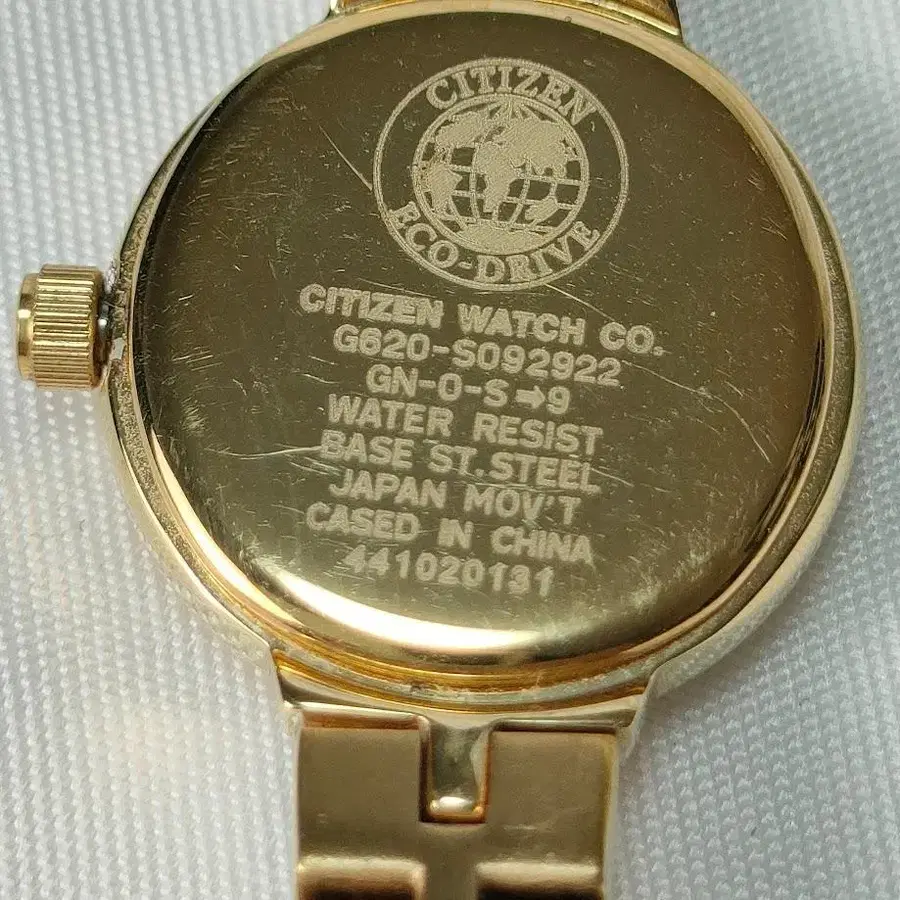 CITIZEN
ECO-DRIVE
CITIZEN WATCH CO.
G620-S092922
GN-0-S➡9
WATER RESIST
BASE ST.STEEL
JAPAN MOV'T
CASED IN CHINA
441020131